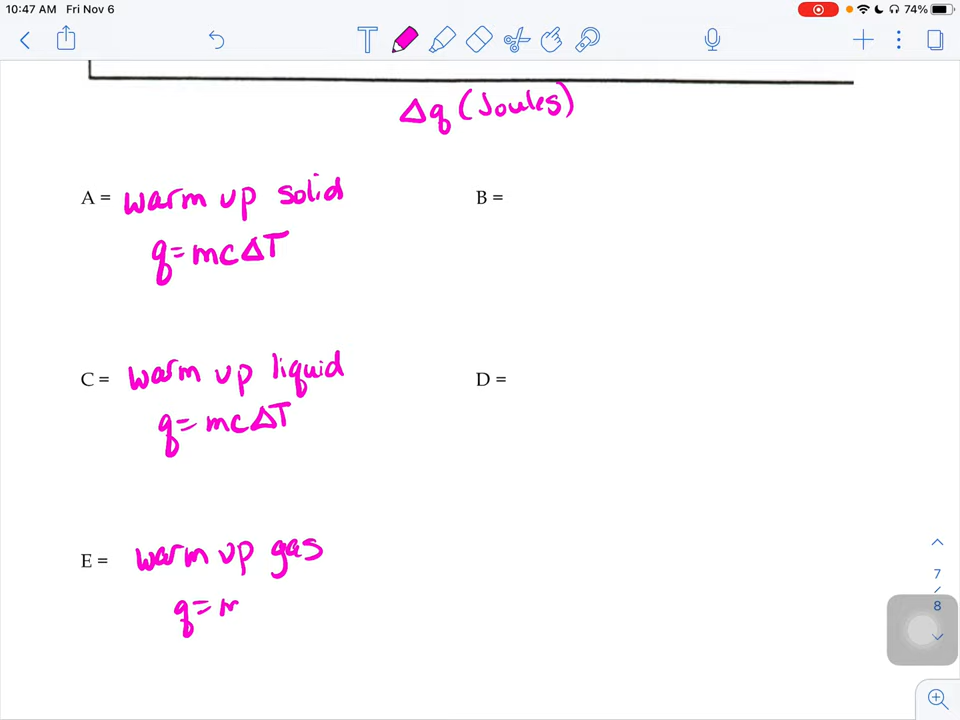 10:47 AM Fri Nov 6 74%
T
Δq (Joules)
A = warm up solid B =
q = mcΔT
C = warm up liquid D =
q = mcΔT
E = warm up gas
q = m
7
/
8